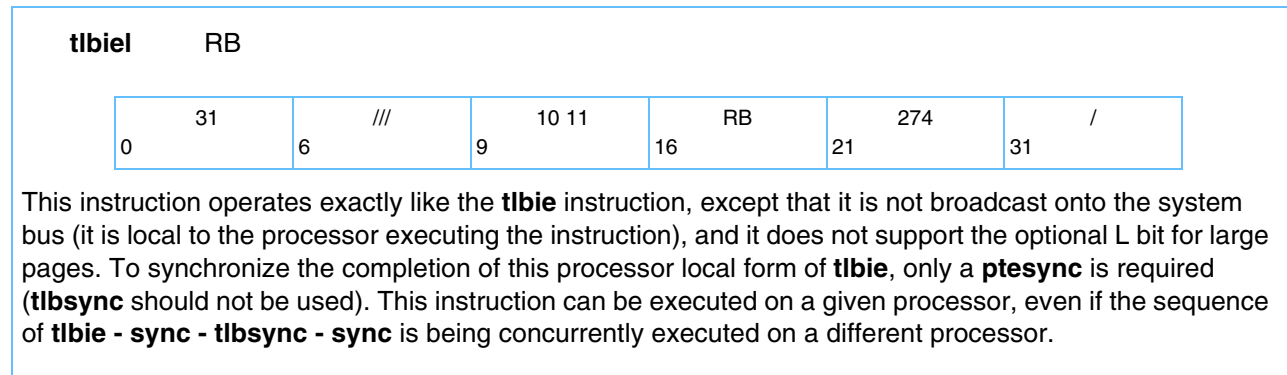 tlbiel RB
31 /// 10 11 RB 274 /
0 6 9 16 21 31
This instruction operates exactly like the tlbie instruction, except that it is not broadcast onto the system
bus (it is local to the processor executing the instruction), and it does not support the optional L bit for large
pages. To synchronize the completion of this processor local form of tlbie, only a ptesync is required
(tlbsync should not be used). This instruction can be executed on a given processor, even if the sequence
of tlbie - sync - tlbsync - sync is being concurrently executed on a different processor.